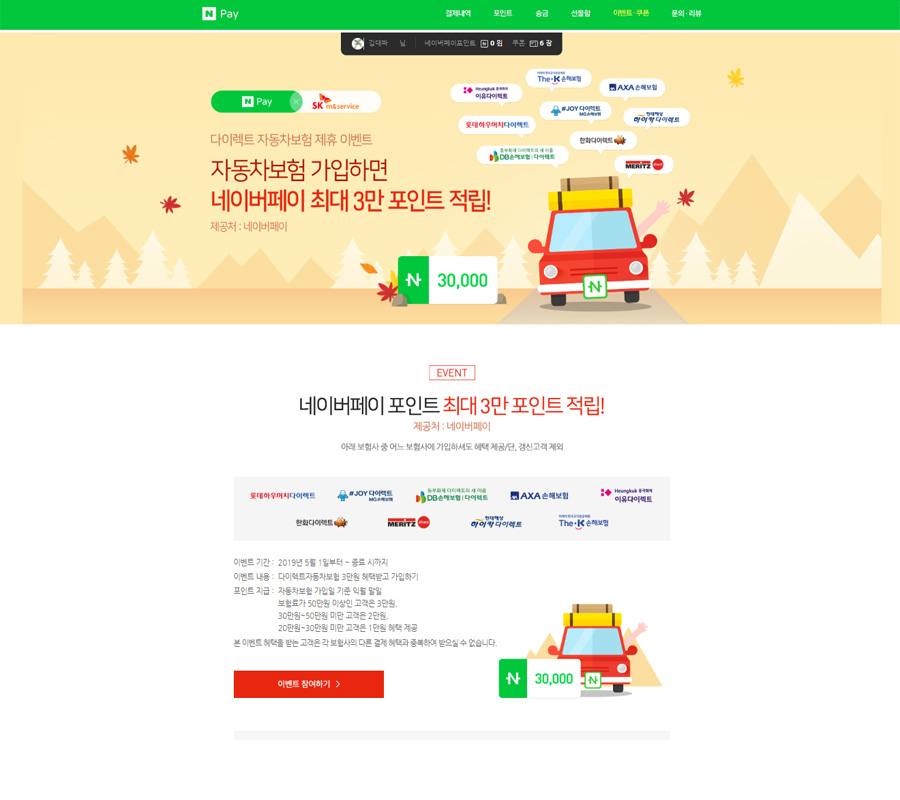 N Pay 결제내역 포인트 송금 선물함 이벤트·쿠폰 문의·리뷰
김대파 님 네이버페이포인트 N 0 원 쿠폰 6 장
N Pay × SK m&service
Heungkuk 흥국화재
이유다이렉트
The-K손해보험
AXA손해보험
#JOY다이렉트
MG손해보험
롯데하우머치다이렉트
현대해상
하이카다이렉트
한화다이렉트
동부화재 다이렉트의 새 이름
DB손해보험 | 다이렉트
MERITZ
다이렉트 자동차보험 제휴 이벤트
자동차보험 가입하면
네이버페이 최대 3만 포인트 적립!
제공처 : 네이버페이
N 30,000
N
EVENT
네이버페이 포인트 최대 3만 포인트 적립!
제공처 : 네이버페이
아래 보험사 중 어느 보험사에 가입하셔도 혜택 제공/단, 갱신고객 제외
롯데하우머치다이렉트
#JOY다이렉트
MG손해보험
동부화재 다이렉트의 새 이름
DB손해보험 | 다이렉트
AXA손해보험
Heungkuk 흥국화재
이유다이렉트
한화다이렉트
MERITZ
현대해상
하이카다이렉트
The-K손해보험
이벤트 기간 : 2019년 5월 1일부터 ~ 종료 시까지
이벤트 내용 : 다이렉트자동차보험 3만원 혜택받고 가입하기
포인트 지급 : 자동차보험 가입일 기준 익월 말일
보험료가 50만원 이상인 고객은 3만원,
30만원~50만원 미만 고객은 2만원,
20만원~30만원 미만 고객은 1만원 혜택 제공
본 이벤트 혜택을 받는 고객은 각 보험사의 다른 결제 혜택과 중복하여 받으실 수 없습니다.
N 30,000
N
이벤트 참여하기 >